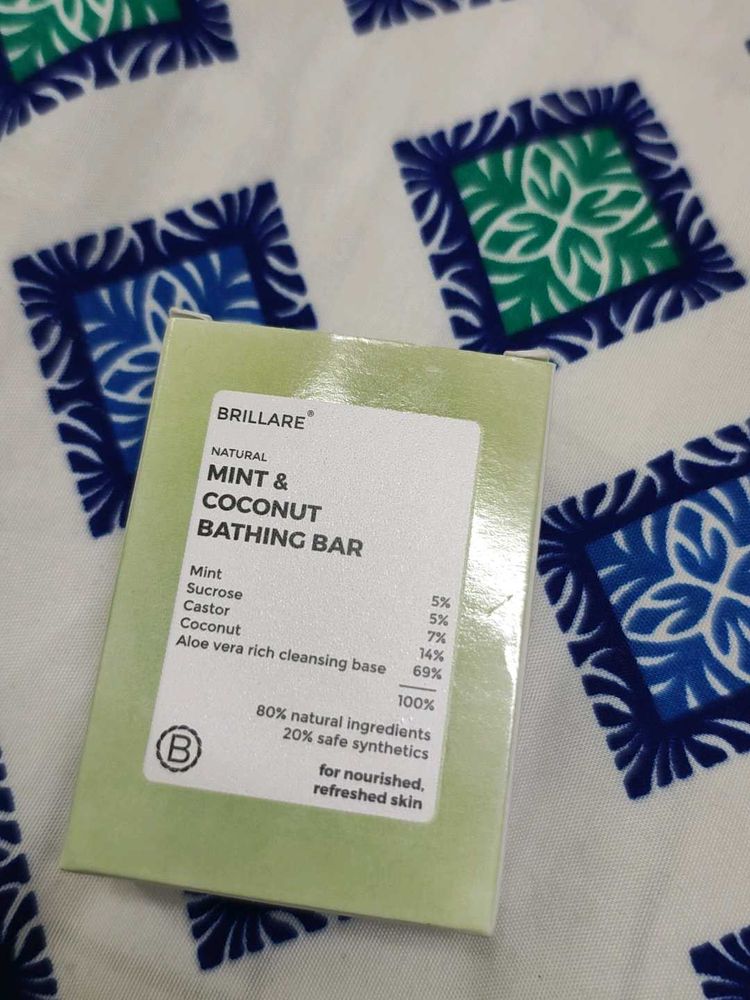 BRILLARE®
NATURAL
MINT &
COCONUT
BATHING BAR
Mint 5%
Sucrose 5%
Castor 7%
Coconut 14%
Aloe vera rich cleansing base 69%
100%
80% natural ingredients
20% safe synthetics
B
for nourished,
refreshed skin